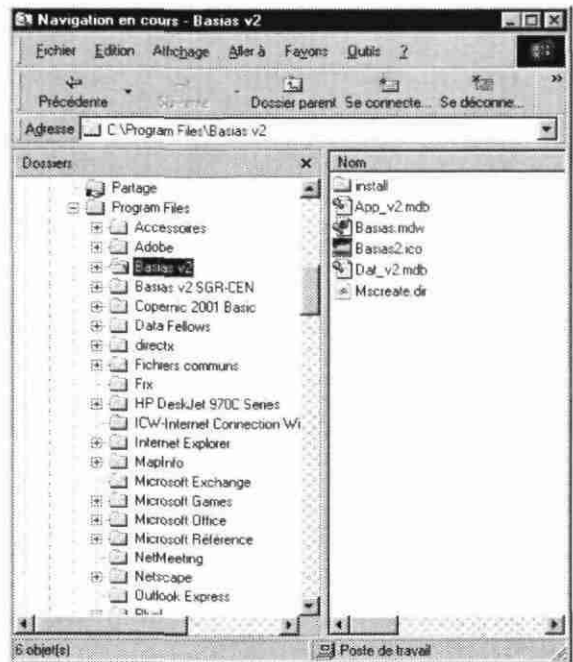 Navigation en cours - Basias v2
Fichier Edition Affichage Aller à Favoris Outils ?
Précédente Suivante Dossier parent Se connecte... Se déconne... »
Adresse C:\Program Files\Basias v2
Dossiers × Nom
Partage
Program Files
Accessoires
Adobe
Basias v2
Basias v2 SGR-CEN
Copernic 2001 Basic
Data Fellows
directx
Fichiers communs
Fix
HP DeskJet 970C Series
ICW-Internet Connection Wi
Internet Explorer
MapInfo
Microsoft Exchange
Microsoft Games
Microsoft Office
Microsoft Référence
NetMeeting
Netscape
Outlook Express
install
App_v2.mdb
Basias.mdw
Basias2.ico
Dat_v2.mdb
Mscreate.dir
6 objet(s) Poste de travail